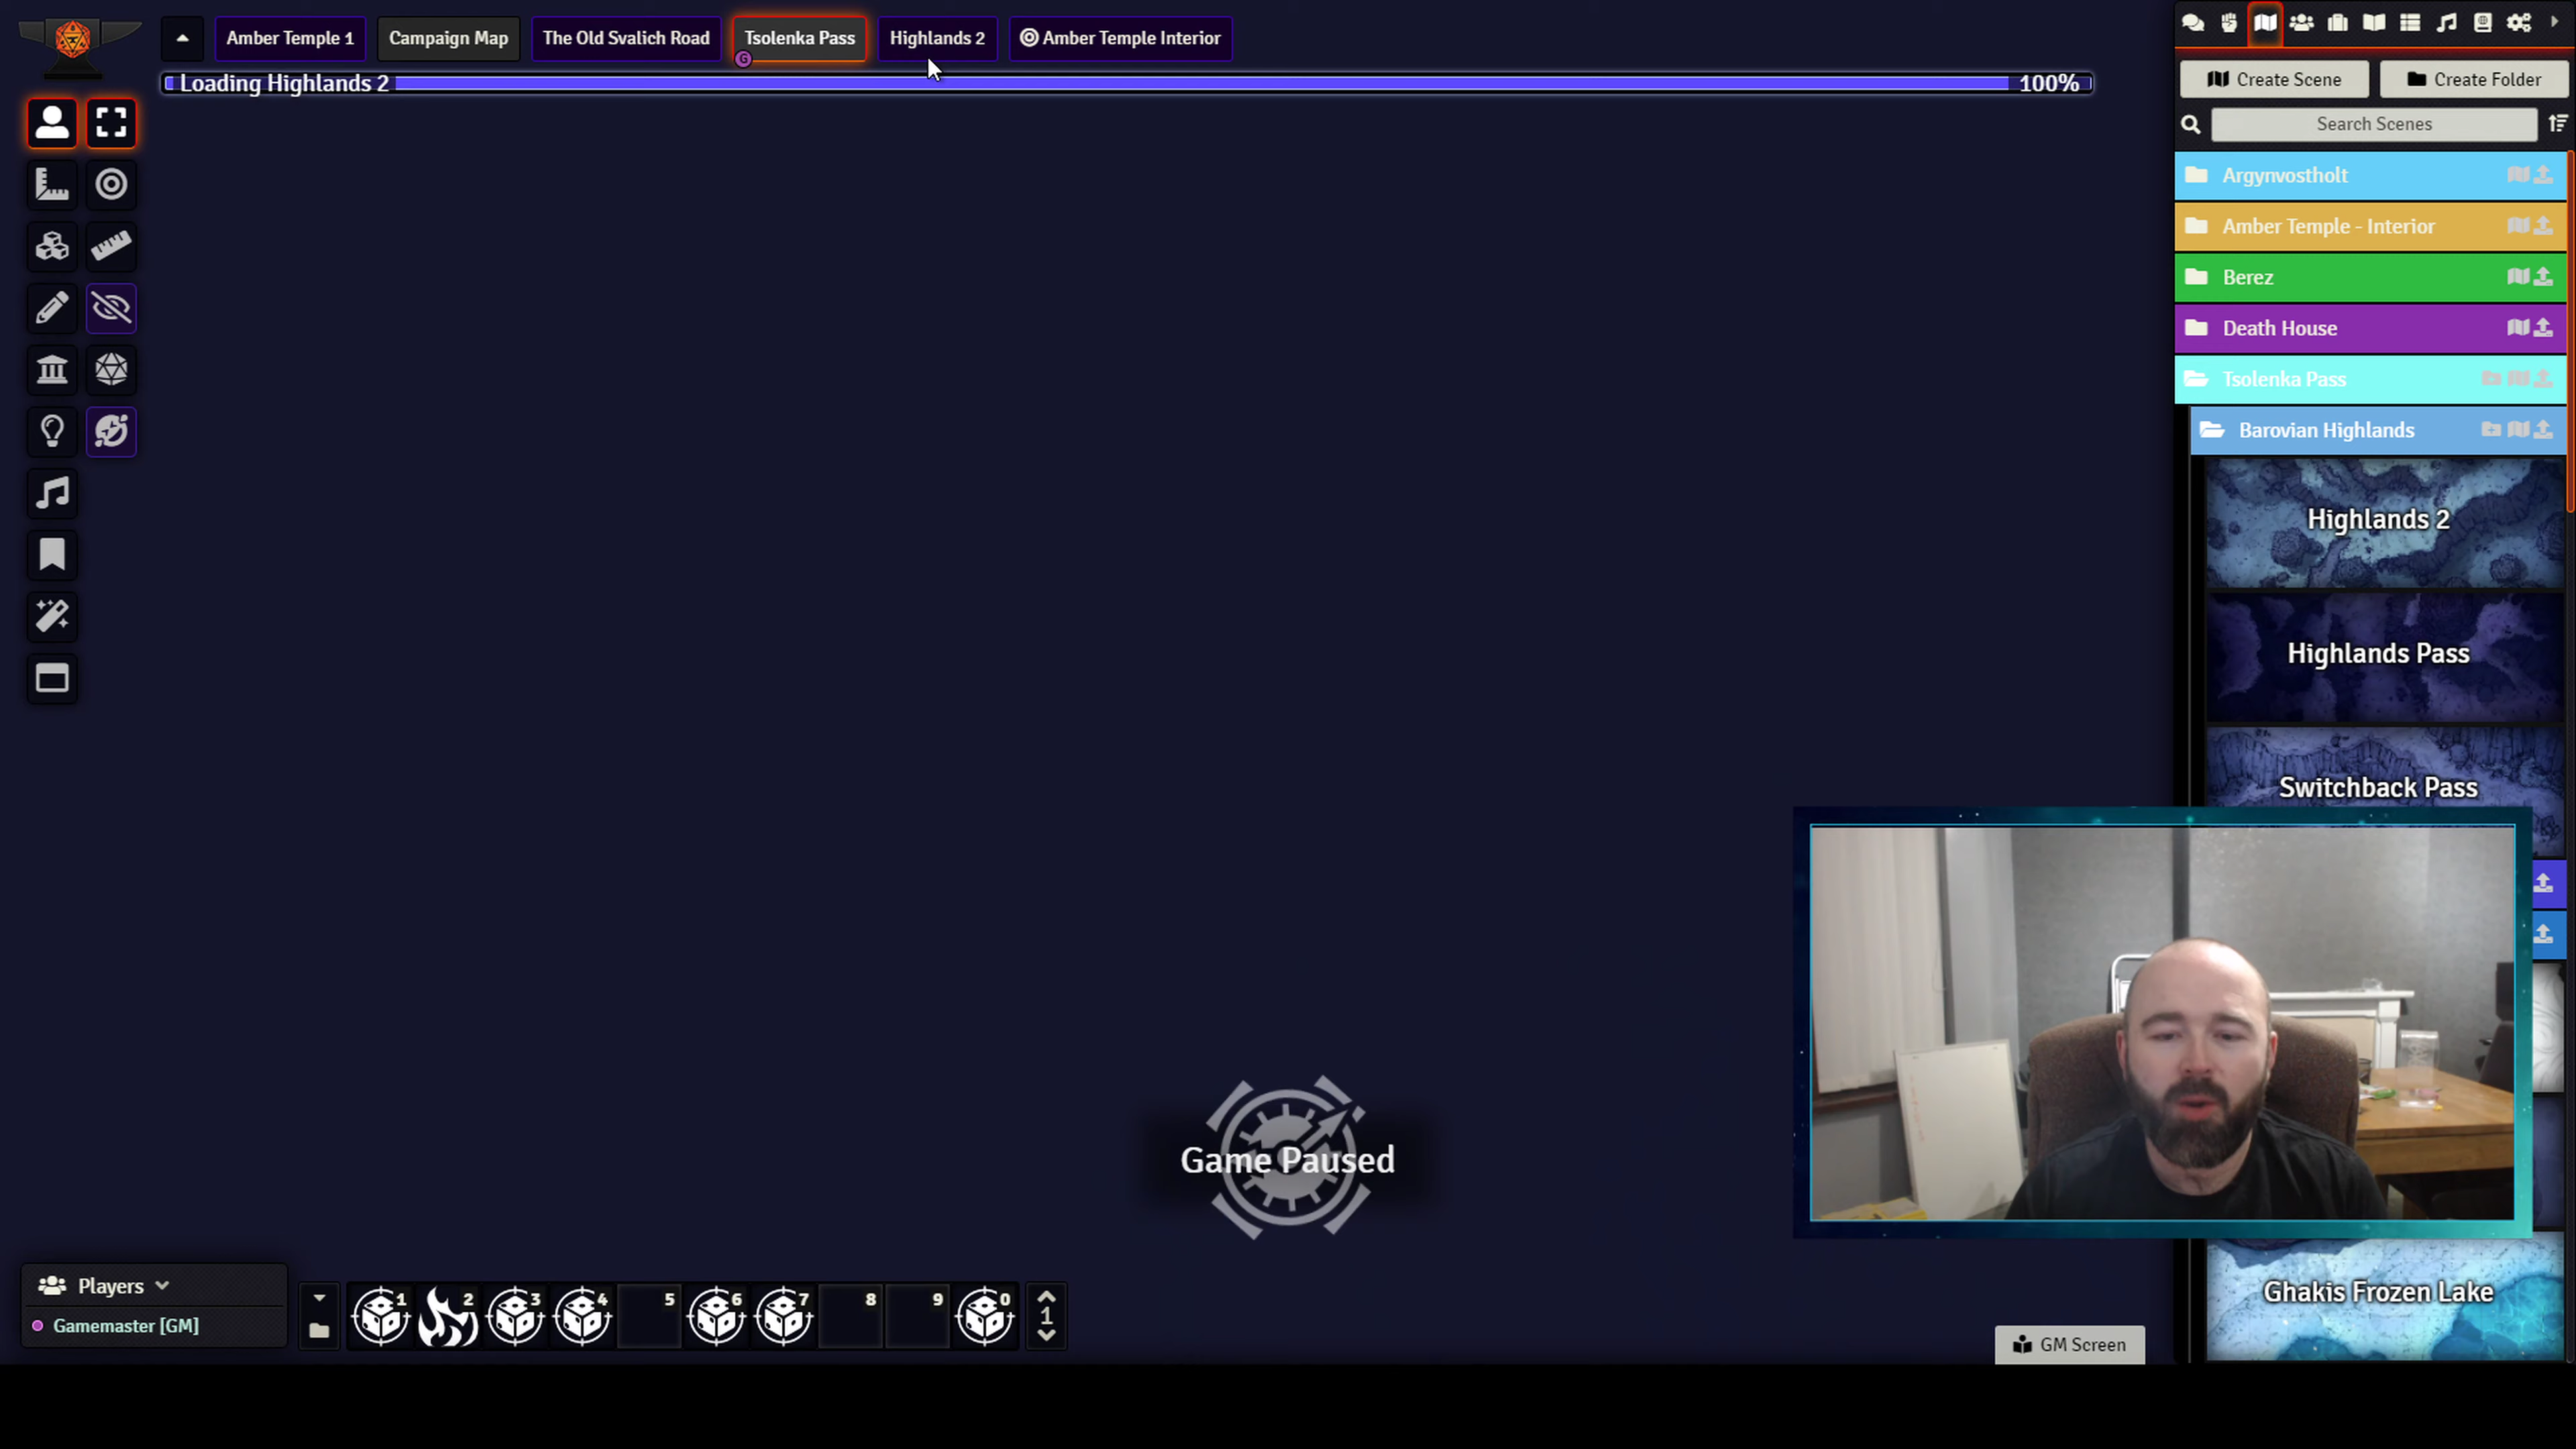 Amber Temple 1
Campaign Map
The Old Svalich Road
Tsolenka Pass
Highlands 2
Amber Temple Interior
G
Loading Highlands 2
100%
Create Scene
Create Folder
Search Scenes
Argynvostholt
Amber Temple - Interior
Berez
Death House
Tsolenka Pass
Barovian Highlands
Highlands 2
Highlands Pass
Switchback Pass
Ghakis Frozen Lake
Game Paused
Players
Gamemaster [GM]
1
2
3
4
5
6
7
8
9
0
1
GM Screen